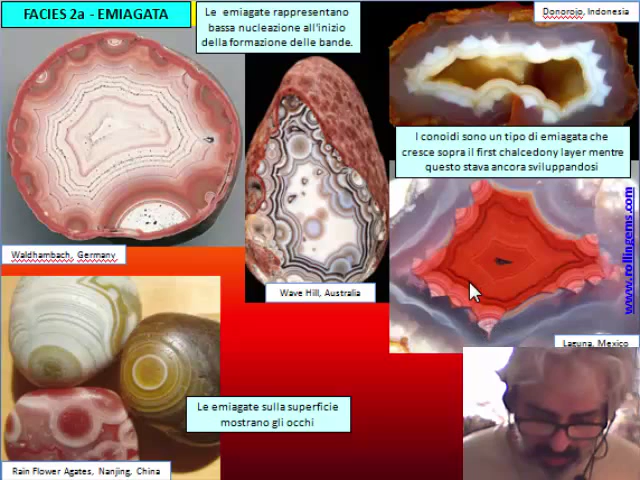 FACIES 2a - EMIAGATA
Le emiagate rappresentano
bassa nucleazione all'inizio
della formazione delle bande.
Donorojo, Indonesia
I conoidi sono un tipo di emiagata che
cresce sopra il first chalcedony layer mentre
questo stava ancora sviluppandosi
www.rollingems.com
Waldhambach, Germany
Wave Hill, Australia
Laguna, Mexico
Le emiagate sulla superficie
mostrano gli occhi
Rain Flower Agates, Nanjing, China